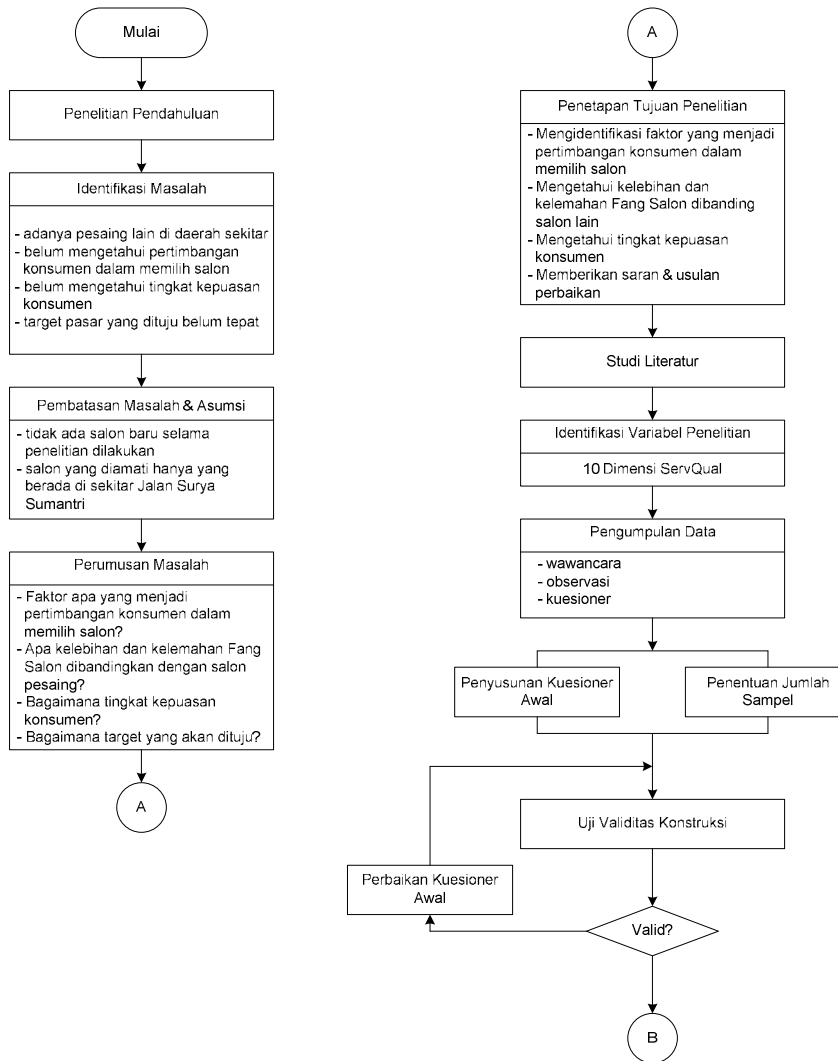 Mulai
Penelitian Pendahuluan
Identifikasi Masalah
- adanya pesaing lain di daerah sekitar
- belum mengetahui pertimbangan
konsumen dalam memilih salon
- belum mengetahui tingkat kepuasan
konsumen
- target pasar yang dituju belum tepat
Pembatasan Masalah & Asumsi
- tidak ada salon baru selama
penelitian dilakukan
- salon yang diamati hanya yang
berada di sekitar Jalan Surya
Sumantri
Perumusan Masalah
- Faktor apa yang menjadi
pertimbangan konsumen dalam
memilih salon?
- Apa kelebihan dan kelemahan Fang
Salon dibandingkan dengan salon
pesaing?
- Bagaimana tingkat kepuasan
konsumen?
- Bagaimana target yang akan dituju?
A
A
Penetapan Tujuan Penelitian
- Mengidentifikasi faktor yang menjadi
pertimbangan konsumen dalam
memilih salon
- Mengetahui kelebihan dan
kelemahan Fang Salon dibanding
salon lain
- Mengetahui tingkat kepuasan
konsumen
- Memberikan saran & usulan
perbaikan
Studi Literatur
Identifikasi Variabel Penelitian
10 Dimensi ServQual
Pengumpulan Data
- wawancara
- observasi
- kuesioner
Penyusunan Kuesioner
Awal
Penentuan Jumlah
Sampel
Uji Validitas Konstruksi
Perbaikan Kuesioner
Awal
Valid?
B